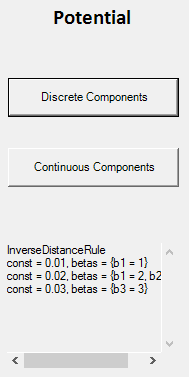 Potential
Discrete Components
Continuous Components
InverseDistanceRule
const = 0.01, betas = {b1 = 1}
const = 0.02, betas = {b1 = 2, b2
const = 0.03, betas = {b3 = 3}